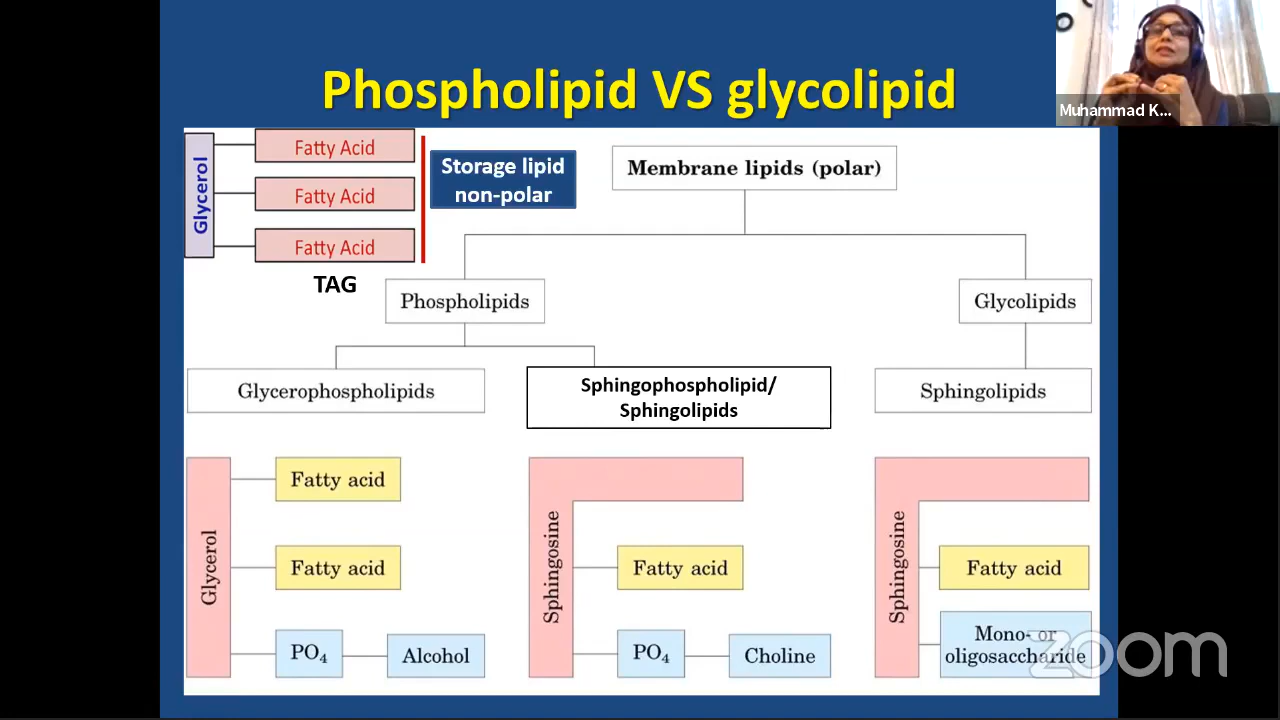 Phospholipid VS glycolipid
Muhammad K...
Glycerol
Fatty Acid
Fatty Acid
Fatty Acid
TAG
Storage lipid
non-polar
Membrane lipids (polar)
Phospholipids
Glycolipids
Glycerophospholipids
Sphingophospholipid/
Sphingolipids
Sphingolipids
Glycerol
Fatty acid
Fatty acid
PO₄
Alcohol
Sphingosine
Fatty acid
PO₄
Choline
Sphingosine
Fatty acid
Mono- or
oligosaccharide
zoom